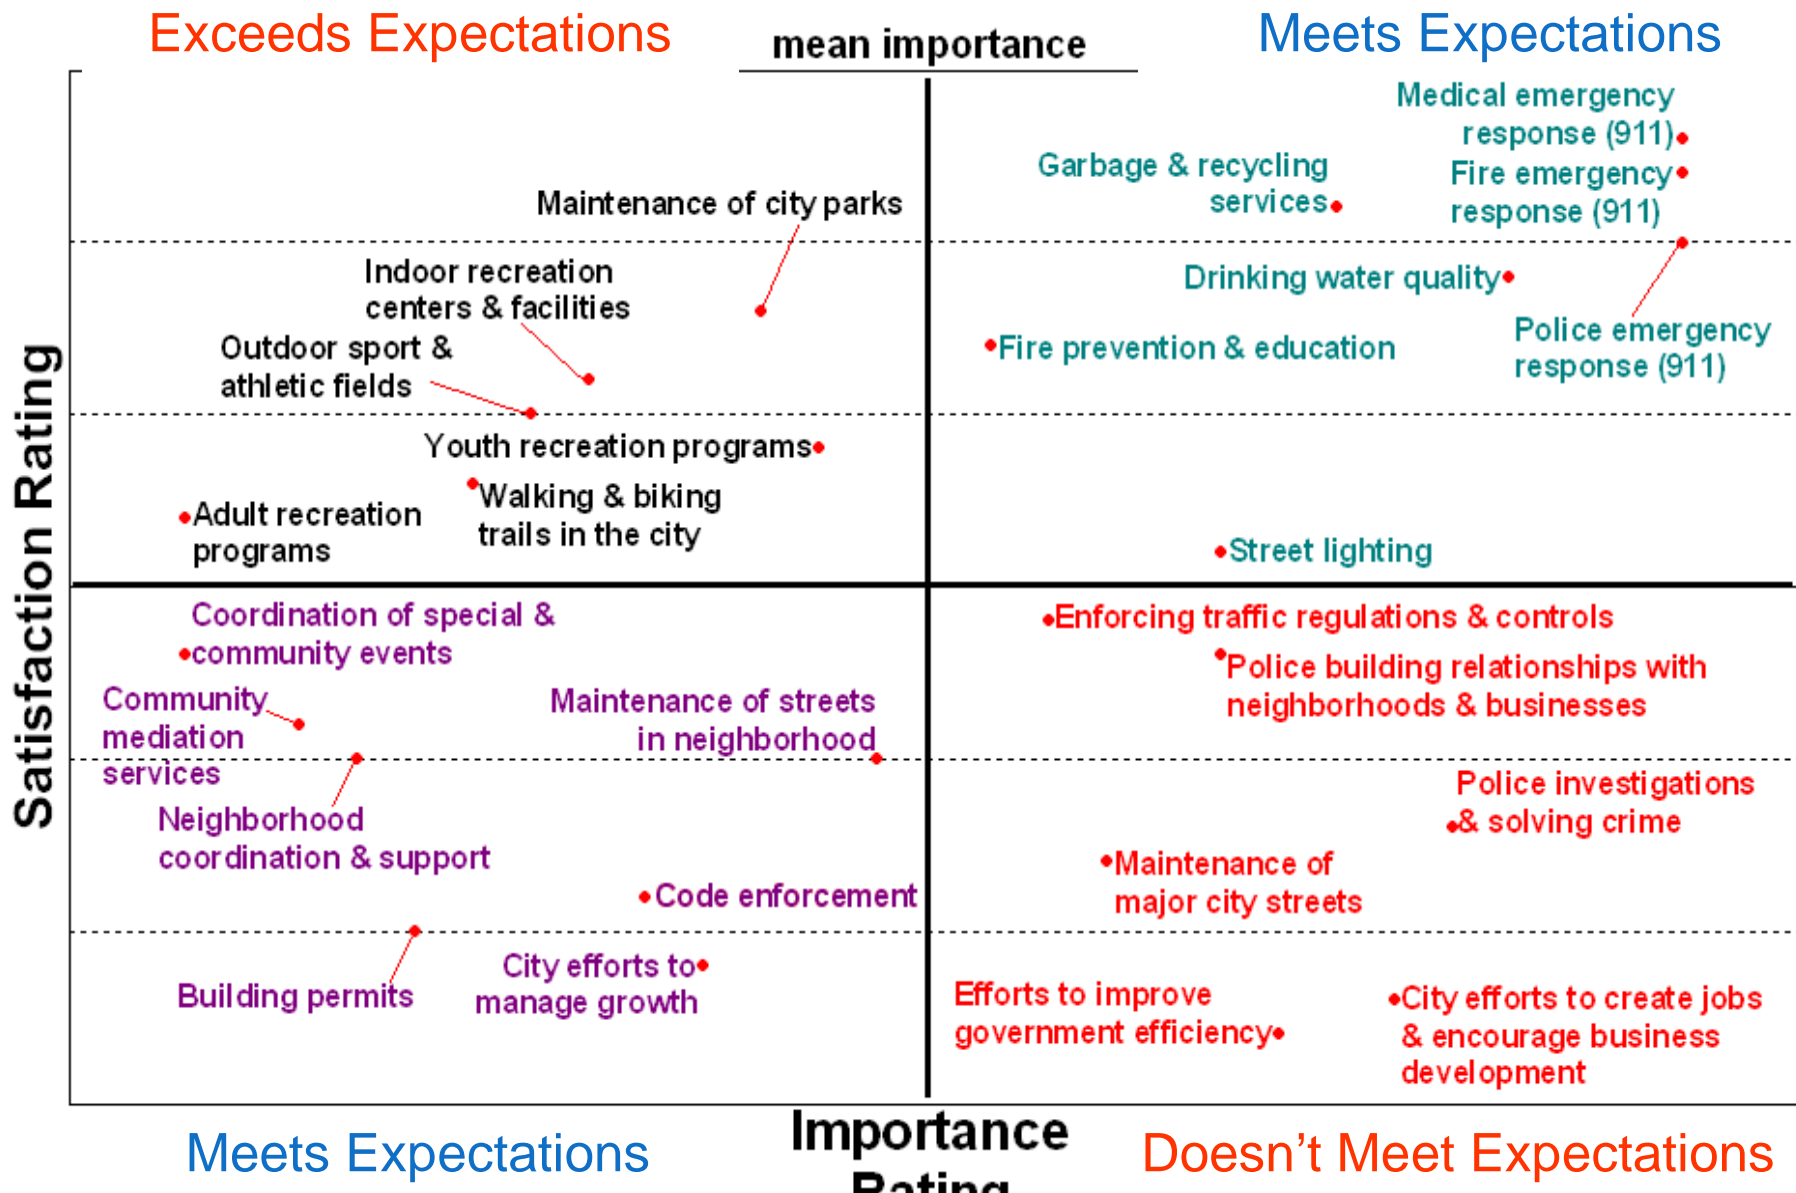 Exceeds Expectations
mean importance
Meets Expectations
Medical emergency
response (911)
Garbage & recycling
services
Fire emergency
response (911)
Maintenance of city parks
Indoor recreation
centers & facilities
Drinking water quality
Outdoor sport &
athletic fields
Fire prevention & education
Police emergency
response (911)
Youth recreation programs
Walking & biking
trails in the city
Adult recreation
programs
Street lighting
Satisfaction Rating
Coordination of special &
community events
Enforcing traffic regulations & controls
Police building relationships with
neighborhoods & businesses
Community
mediation
services
Maintenance of streets
in neighborhood
Neighborhood
coordination & support
Police investigations
& solving crime
Maintenance of
major city streets
Code enforcement
Building permits
City efforts to
manage growth
Efforts to improve
government efficiency
City efforts to create jobs
& encourage business
development
Importance
Rating
Meets Expectations
Doesn’t Meet Expectations